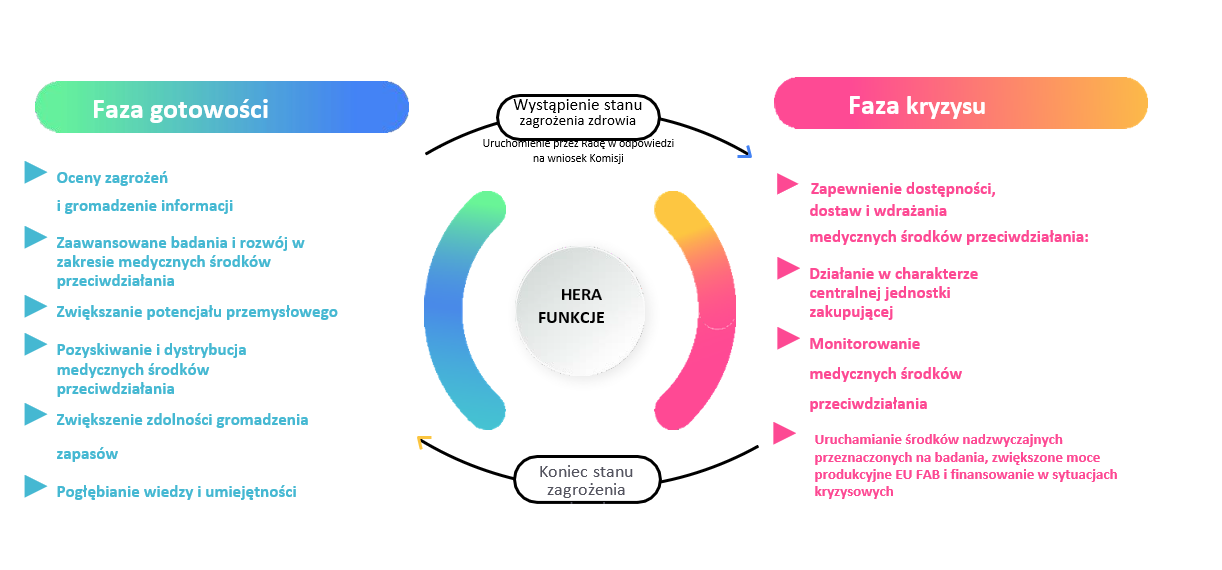 Faza gotowości
Oceny zagrożeń
i gromadzenie informacji
Zaawansowane badania i rozwój w
zakresie medycznych środków
przeciwdziałania
Zwiększanie potencjału przemysłowego
Pozyskiwanie i dystrybucja
medycznych środków
przeciwdziałania
Zwiększenie zdolności gromadzenia
zapasów
Pogłębianie wiedzy i umiejętności
Wystąpienie stanu
zagrożenia zdrowia
Uruchomienie przez Radę w odpowiedzi
na wniosek Komisji
HERA
FUNKCJE
Koniec stanu
zagrożenia
Faza kryzysu
Zapewnienie dostępności,
dostaw i wdrażania
medycznych środków przeciwdziałania:
Działanie w charakterze
centralnej jednostki
zakupującej
Monitorowanie
medycznych środków
przeciwdziałania
Uruchamianie środków nadzwyczajnych
przeznaczonych na badania, zwiększone moce
produkcyjne EU FAB i finansowanie w sytuacjach
kryzysowych